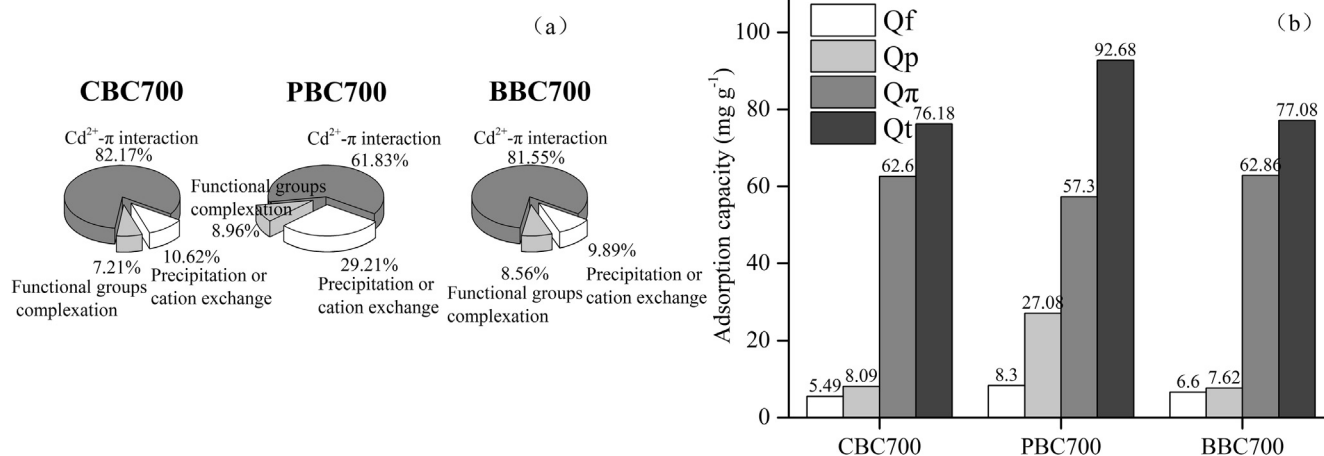 (a)
CBC700
Cd²⁺-π interaction
82.17%
7.21%
Functional groups
complexation
10.62%
Precipitation or
cation exchange
PBC700
Cd²⁺-π interaction
61.83%
Functional groups
complexation
8.96%
29.21%
Precipitation or
cation exchange
BBC700
Cd²⁺-π interaction
81.55%
8.56%
Functional groups
complexation
9.89%
Precipitation or
cation exchange
(b)
Qf
Qp
Qπ
Qt
Adsorption capacity (mg g⁻¹)
100
80
60
40
20
0
5.49
8.09
62.6
76.18
8.3
27.08
57.3
92.68
6.6
7.62
62.86
77.08
CBC700
PBC700
BBC700